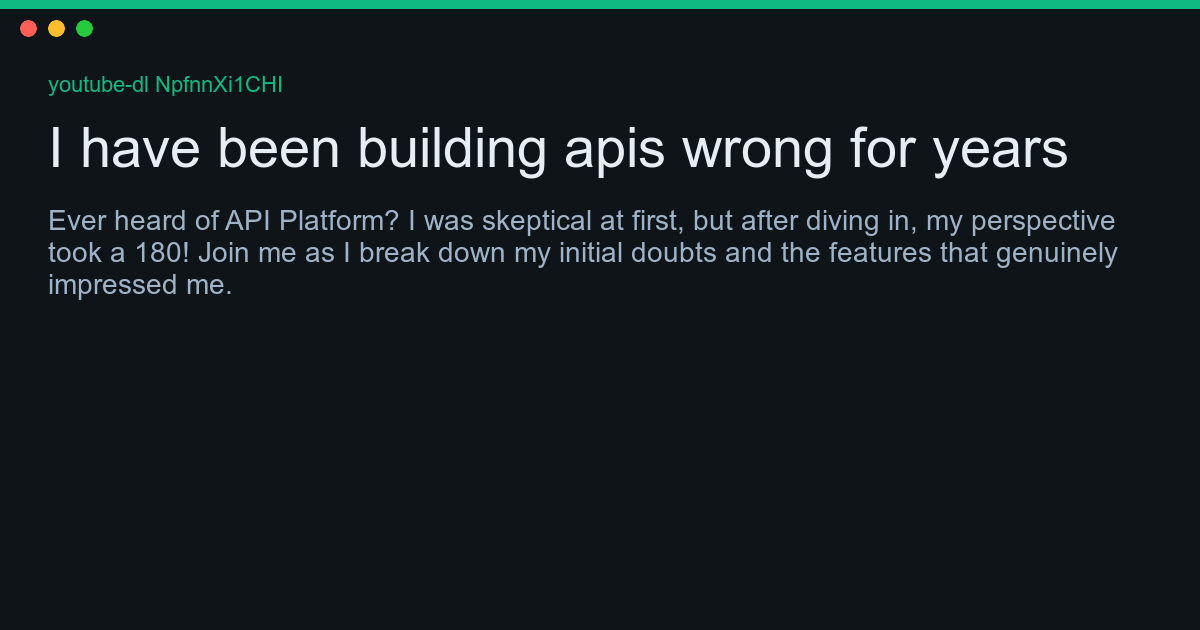 youtube-dl NpfnnXi1CHI
I have been building apis wrong for years
Ever heard of API Platform? I was skeptical at first, but after diving in, my perspective
took a 180! Join me as I break down my initial doubts and the features that genuinely
impressed me.